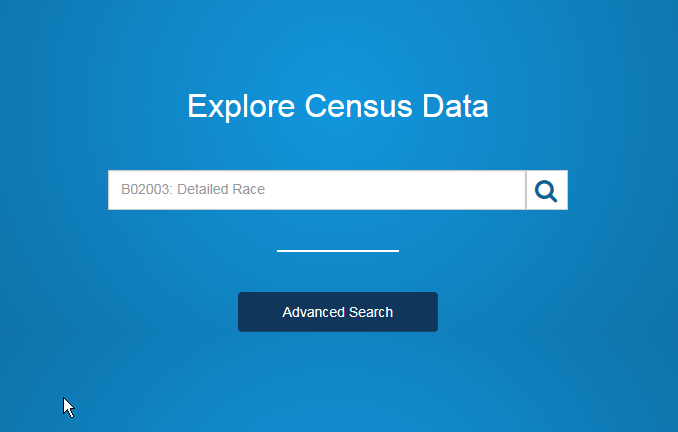 Explore Census Data
B02003: Detailed Race
Advanced Search